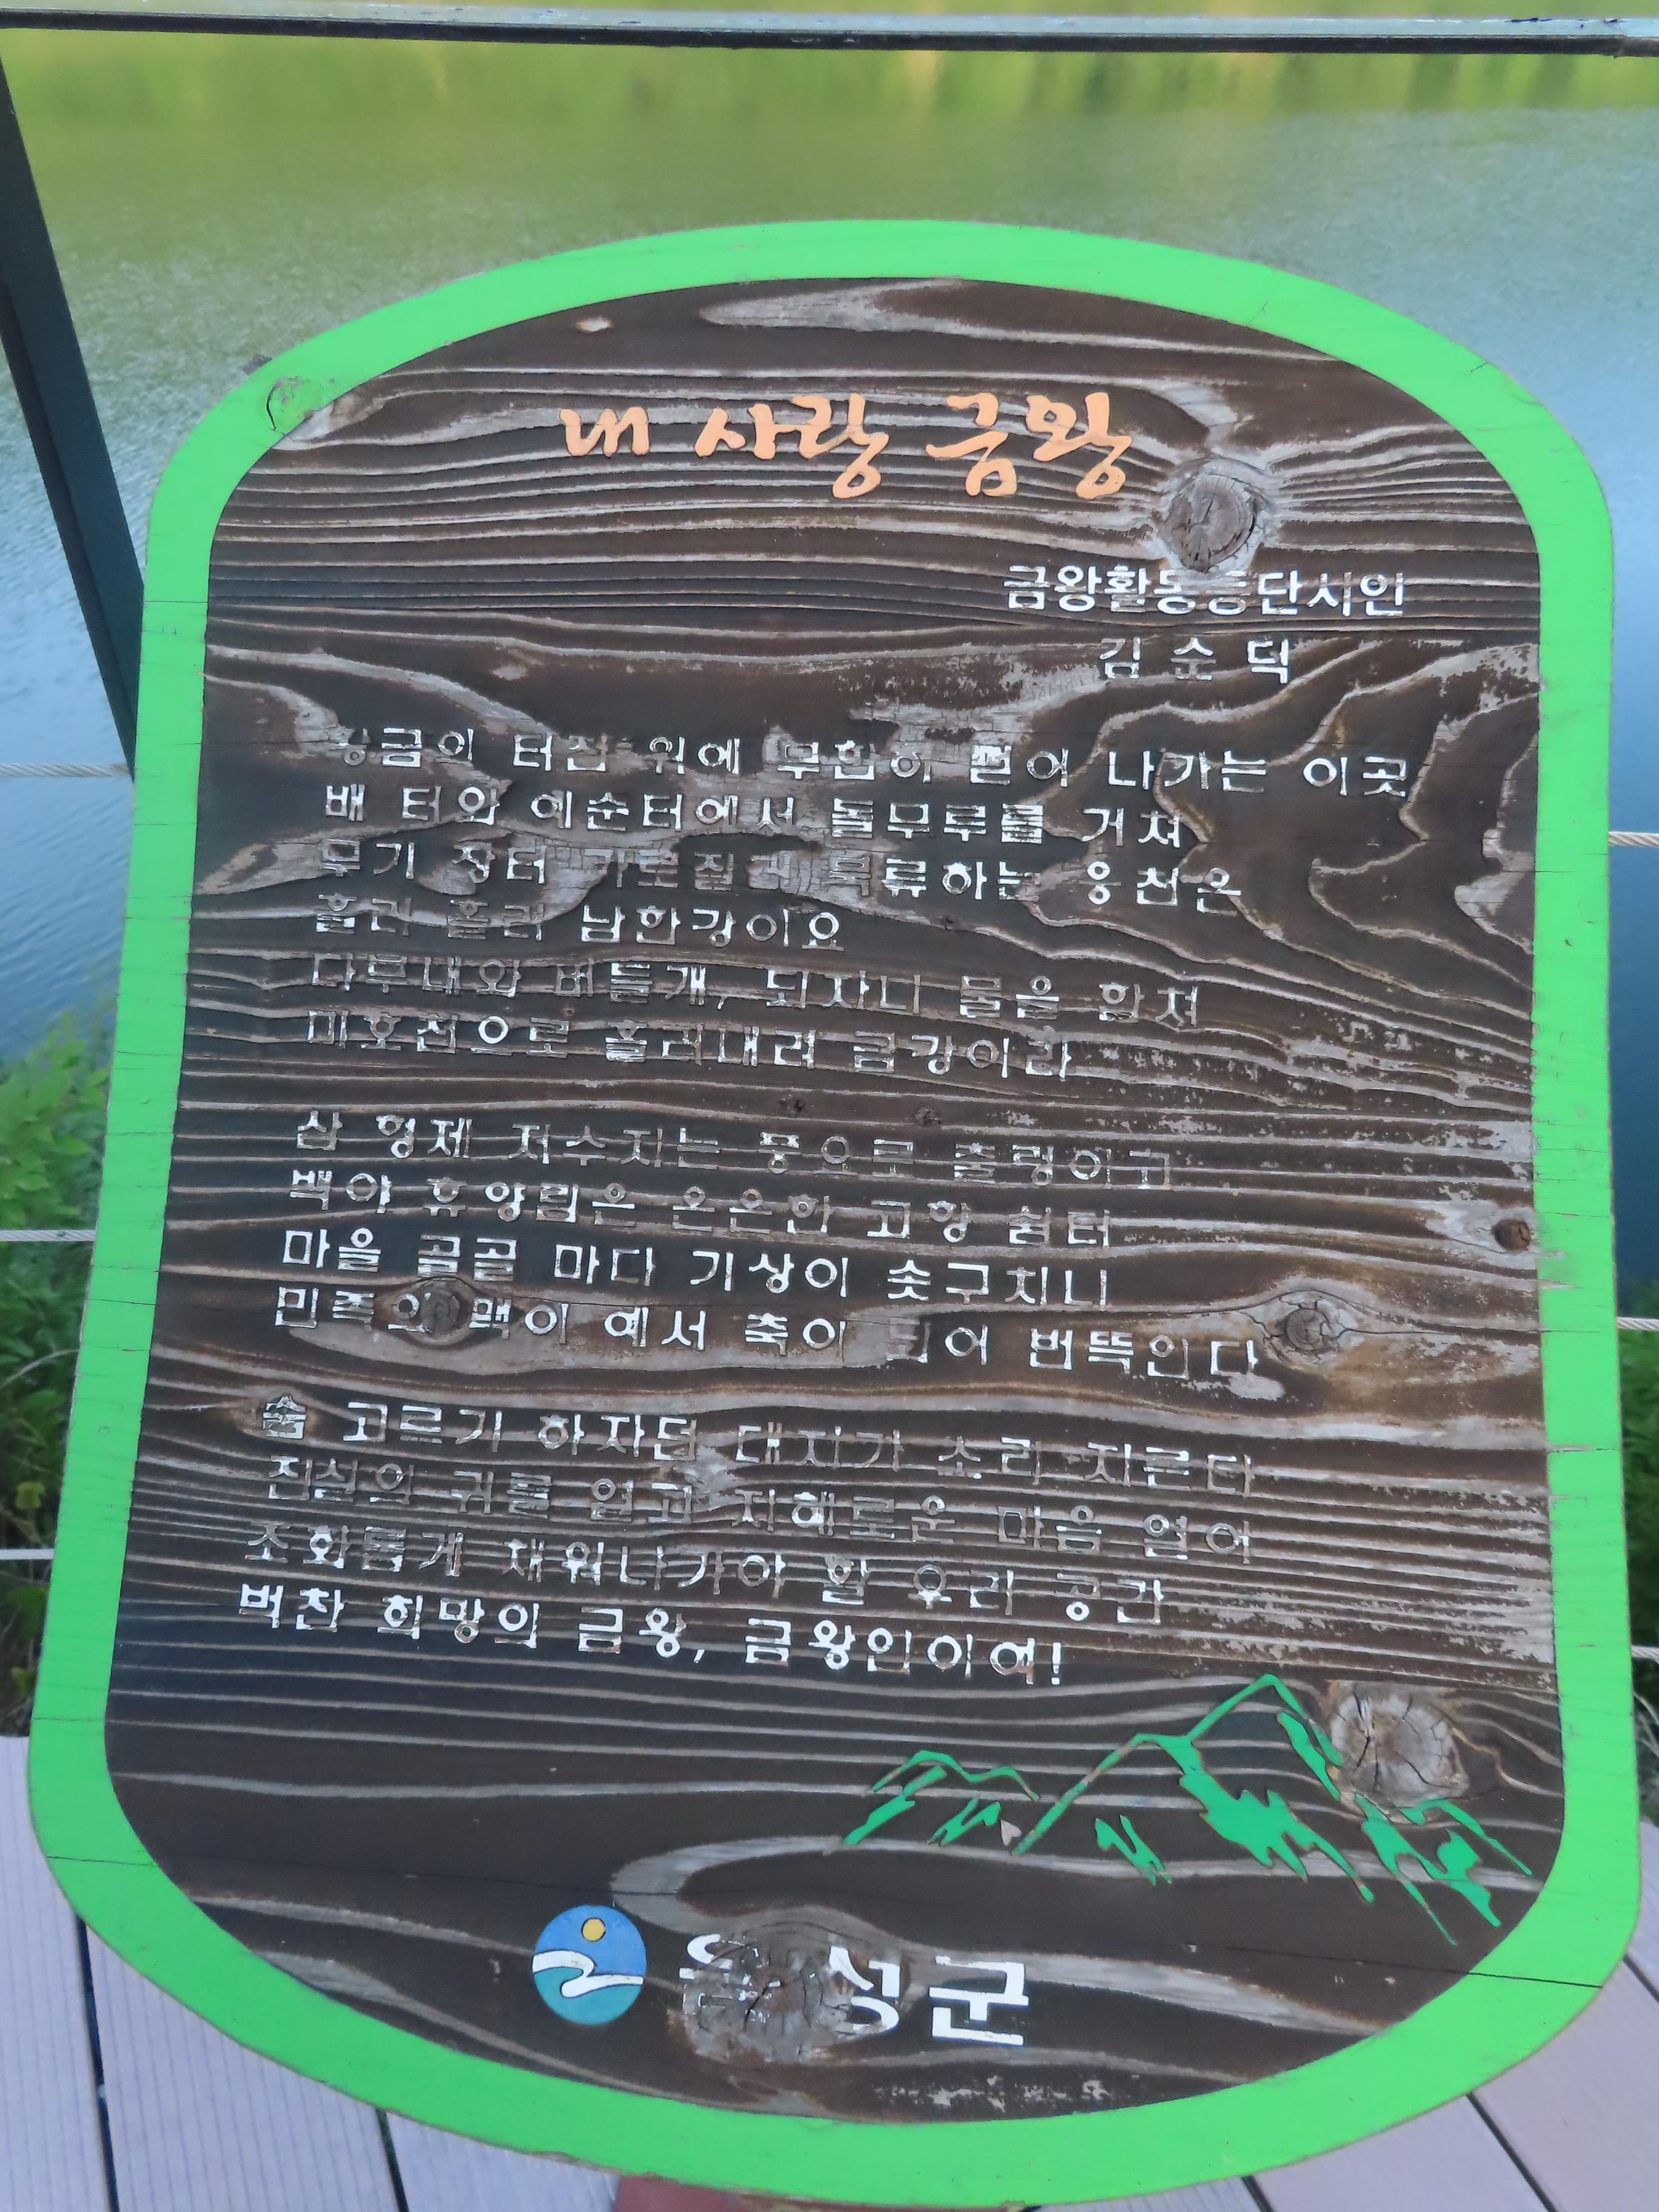 내 사랑 금왕
금왕활동등단시인
김 순 덕
황금의 터전 위에 무한히 뻗어 나가는 이곳
배 터와 예순터에서 돌무루를 거쳐
무기 장터 가로질러 흐류하는 응천은
흘러 흘러 남한강이요
다부내와 버들개, 되자니 물을 합쳐
미호천으로 흘러내려 금강이라
삼 형제 저수지는 용으로 출렁이고
백야 휴양림은 온은한 고향 쉼터
마을 골골 마다 기상이 솟구치니
민족의 맥이 예서 축이 되어 번뜩인다
숨 고르기 하자던 대지가 소리 지른다
진실의 귀를 열고 지혜로운 마음 열어
조화롭게 채워나가야 할 우리 공간
벅찬 희망의 금왕, 금왕인이여!
음성군